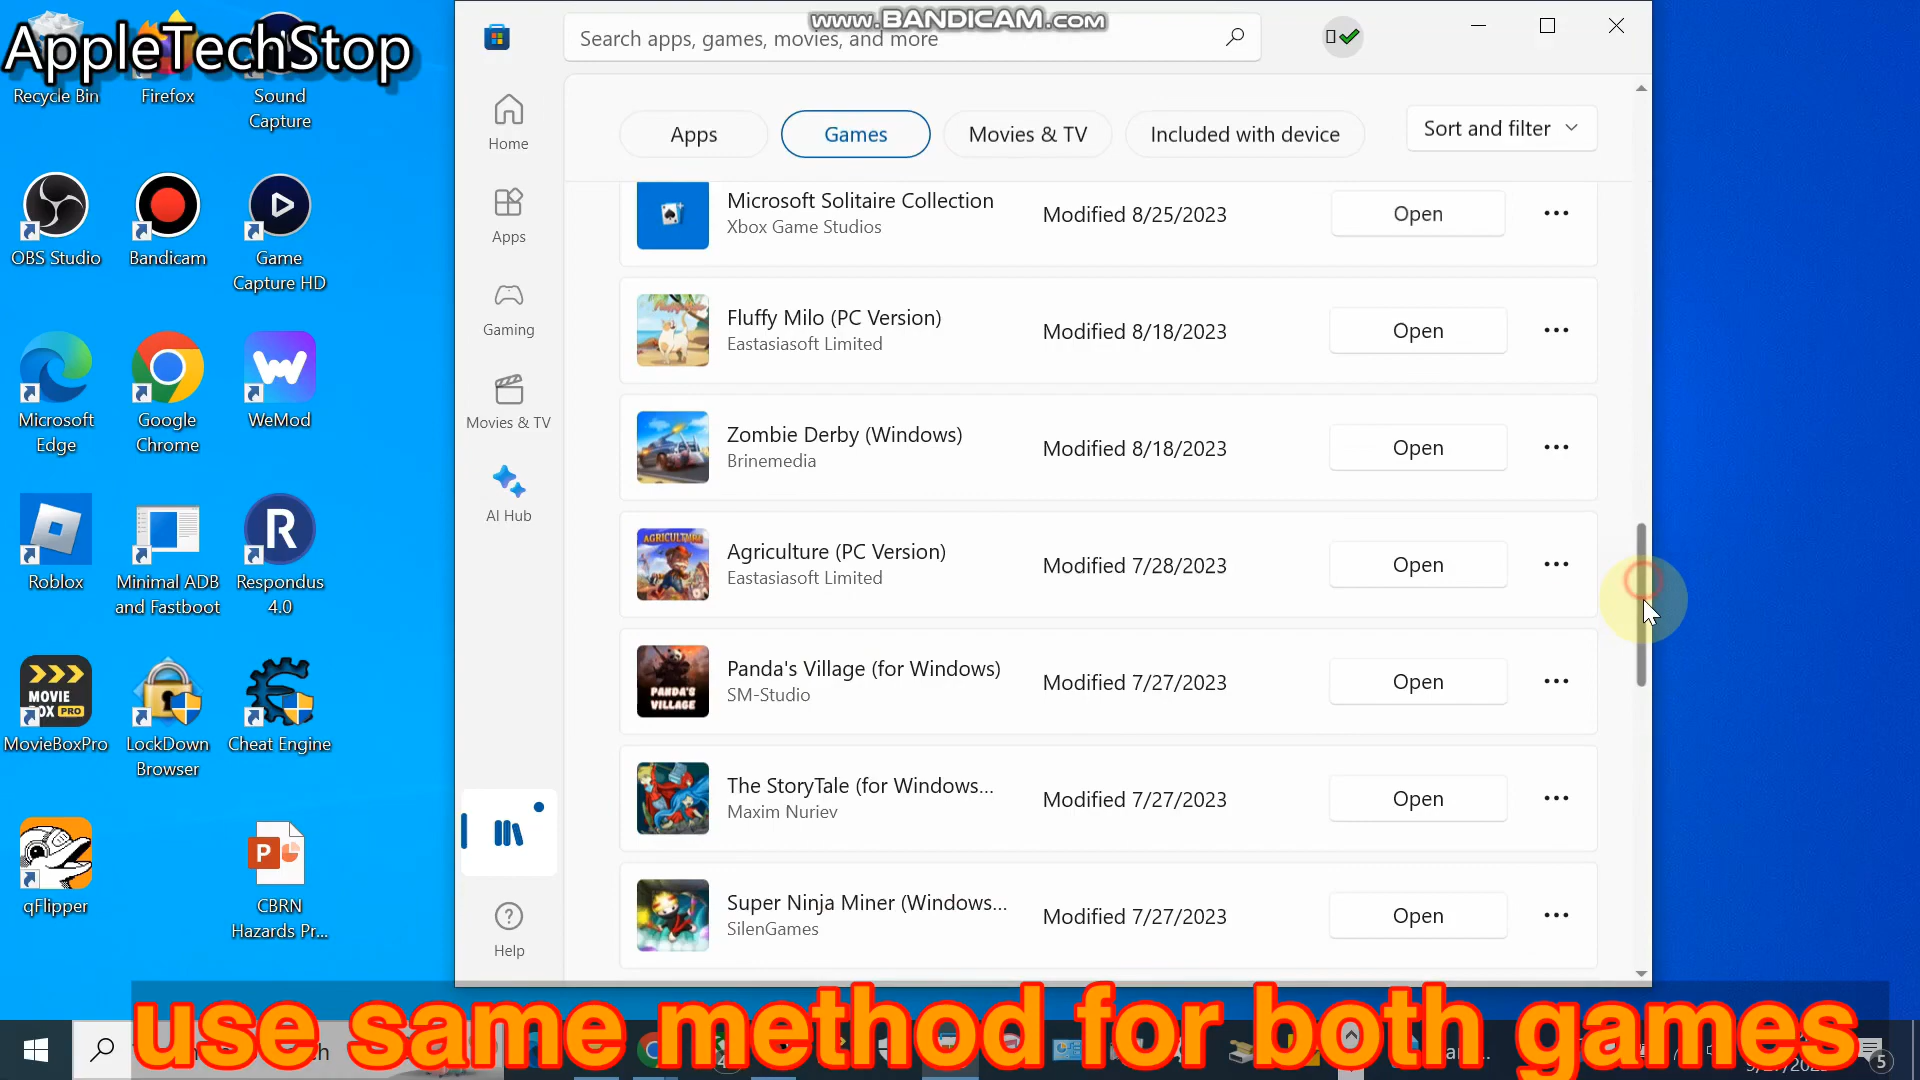 AppleTechStop
www.BANDICAM.com
Search apps, games, movies, and more
Recycle Bin
Firefox
Sound
Capture
OBS Studio
Bandicam
Game
Capture HD
Microsoft
Edge
Google
Chrome
WeMod
Roblox
Minimal ADB
and Fastboot
Respondus
4.0
MOVIE
BOX PRO
MovieBoxPro
LockDown
Browser
Cheat Engine
qFlipper
CBRN
Hazards Pr...
Home
Apps
Gaming
Movies & TV
AI Hub
Help
Apps
Games
Movies & TV
Included with device
Sort and filter
Microsoft Solitaire Collection
Xbox Game Studios
Modified 8/25/2023
Open
Fluffy Milo (PC Version)
Eastasiasoft Limited
Modified 8/18/2023
Open
Zombie Derby (Windows)
Brinemedia
Modified 8/18/2023
Open
AGRICULTURE
Agriculture (PC Version)
Eastasiasoft Limited
Modified 7/28/2023
Open
PANDA'S
VILLAGE
Panda's Village (for Windows)
SM-Studio
Modified 7/27/2023
Open
The StoryTale (for Windows...
Maxim Nuriev
Modified 7/27/2023
Open
Super Ninja Miner (Windows...
SilenGames
Modified 7/27/2023
Open
use same method for both games
5